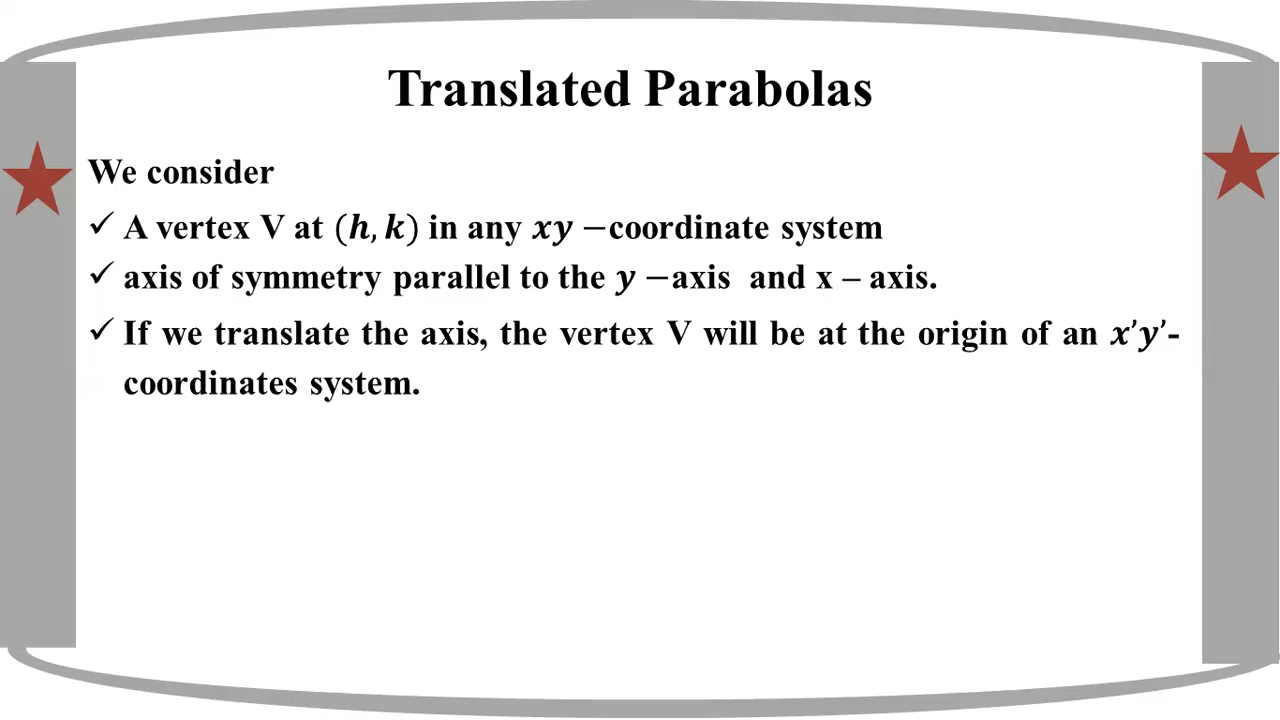 Translated Parabolas
We consider
✓ A vertex V at (h, k) in any xy −coordinate system
✓ axis of symmetry parallel to the y −axis and x – axis.
✓ If we translate the axis, the vertex V will be at the origin of an x’y’-
coordinates system.